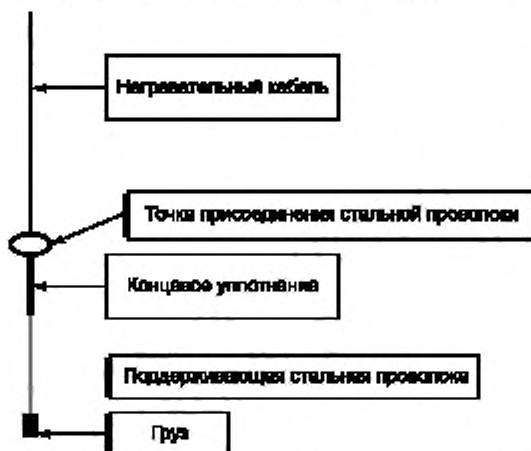 Нагревательный кабель
Точка присоединения стальной проволоки
Концевое уплотнение
Поддерживающая стальная проволока
Груз